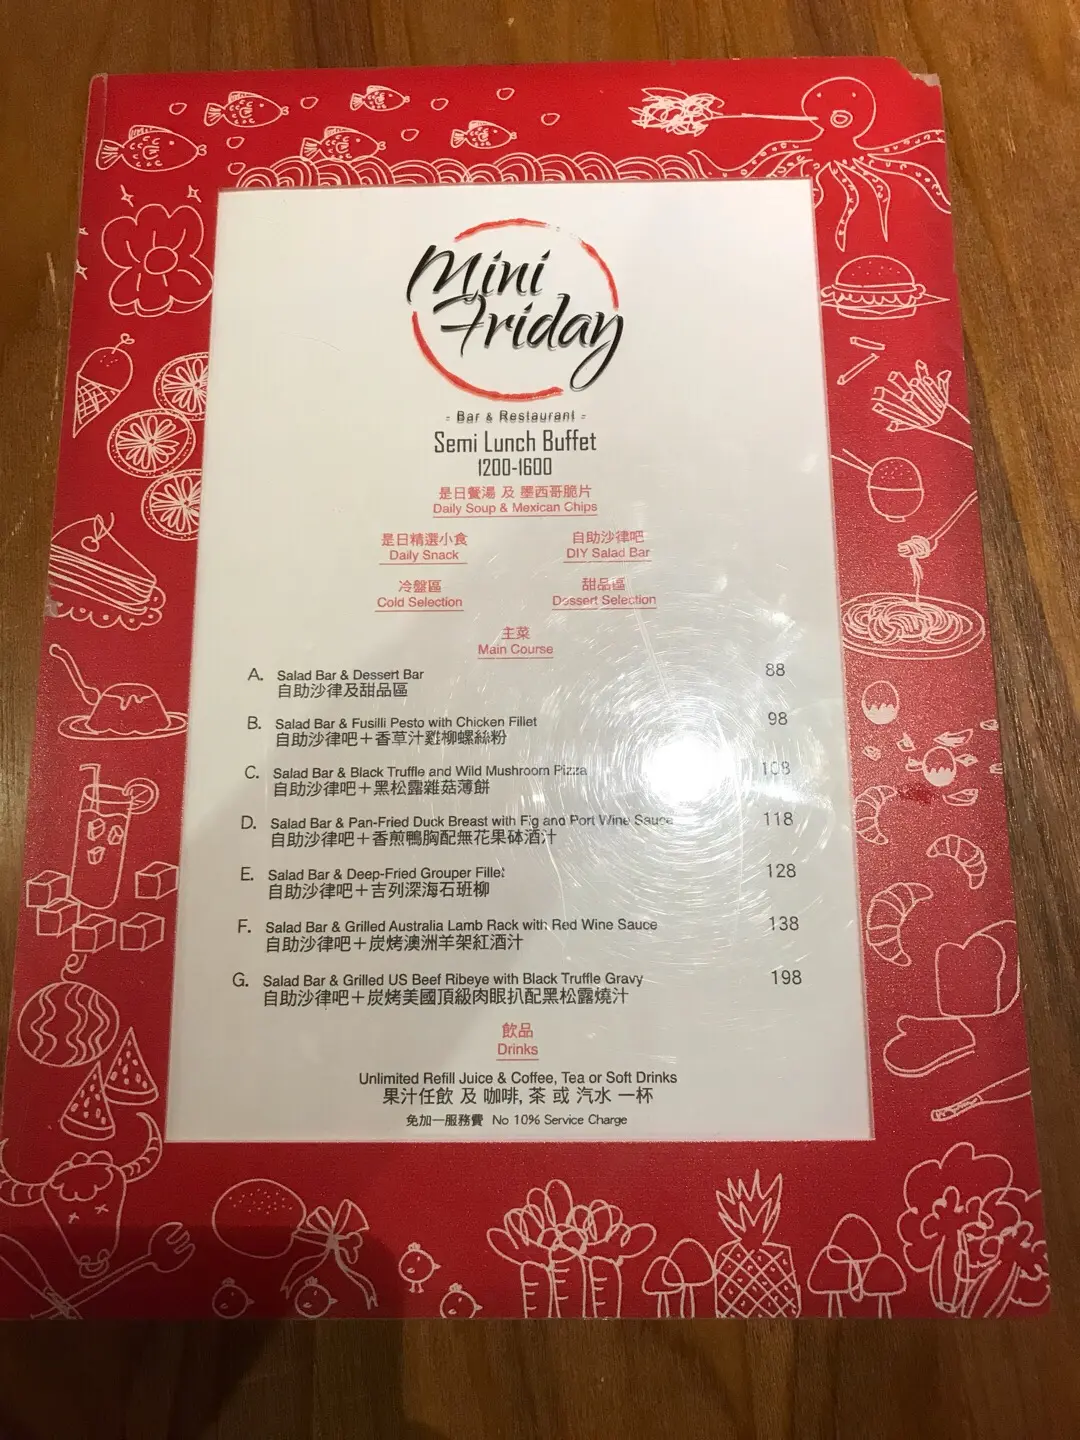 Mini
Friday
- Bar & Restaurant -
Semi Lunch Buffet
1200-1600
是日餐湯 及 墨西哥脆片
Daily Soup & Mexican Chips
是日精選小食 自助沙律吧
Daily Snack DIY Salad Bar
冷盤區 甜品區
Cold Selection Dessert Selection
主菜
Main Course
A. Salad Bar & Dessert Bar 88
自助沙律及甜品區
B. Salad Bar & Fusilli Pesto with Chicken Fillet 98
自助沙律吧+香草汁雞柳螺絲粉
C. Salad Bar & Black Truffle and Wild Mushroom Pizza 108
自助沙律吧+黑松露雜菇薄餅
D. Salad Bar & Pan-Fried Duck Breast with Fig and Port Wine Sauce 118
自助沙律吧+香煎鴨胸配無花果砵酒汁
E. Salad Bar & Deep-Fried Grouper Fillet 128
自助沙律吧+吉列深海石班柳
F. Salad Bar & Grilled Australia Lamb Rack with Red Wine Sauce 138
自助沙律吧+炭烤澳洲羊架紅酒汁
G. Salad Bar & Grilled US Beef Ribeye with Black Truffle Gravy 198
自助沙律吧+炭烤美國頂級肉眼扒配黑松露燒汁
飲品
Drinks
Unlimited Refill Juice & Coffee, Tea or Soft Drinks
果汁任飲 及 咖啡, 茶 或 汽水 一杯
免加一服務費 No 10% Service Charge